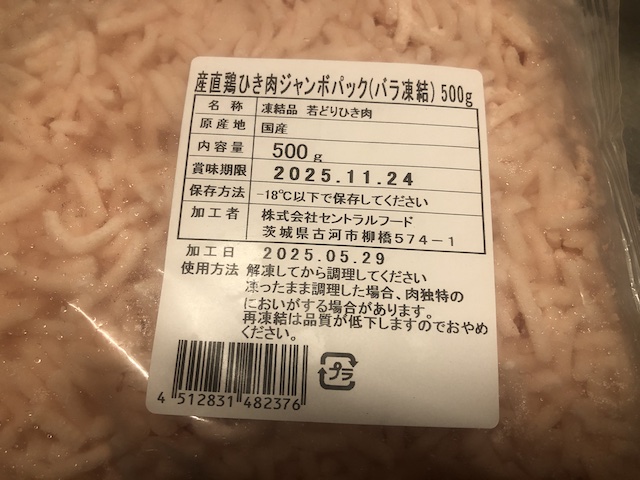 産直鶏ひき肉ジャンボパック(バラ凍結) 500g
名称 凍結品 若どりひき肉
原産地 国産
内容量 500g
賞味期限 2025.11.24
保存方法 -18℃以下で保存してください
加工者 株式会社セントラルフード
茨城県古河市柳橋574-1
加工日 2025.05.29
使用方法 解凍してから調理してください
凍ったまま調理した場合、肉独特の
においがする場合があります。
再凍結は品質が低下しますのでおやめ
ください。
プラ
4 512831 482376